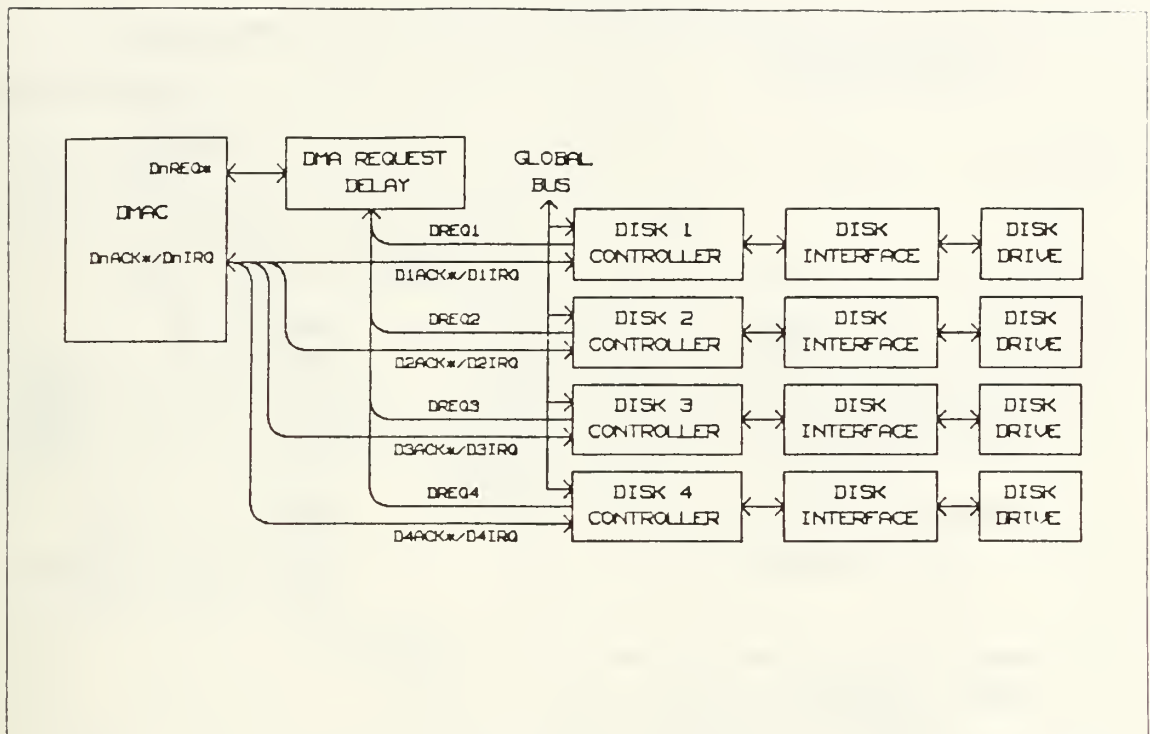 DnREQ*
DMAC
DnACK*/DnIRQ
DMA REQUEST
DELAY
GLOBAL
BUS
DREQ1
D1ACK*/D1IRQ
DISK 1
CONTROLLER
DISK
INTERFACE
DISK
DRIVE
DREQ2
D2ACK*/D2IRQ
DISK 2
CONTROLLER
DISK
INTERFACE
DISK
DRIVE
DREQ3
D3ACK*/D3IRQ
DISK 3
CONTROLLER
DISK
INTERFACE
DISK
DRIVE
DREQ4
D4ACK*/D4IRQ
DISK 4
CONTROLLER
DISK
INTERFACE
DISK
DRIVE